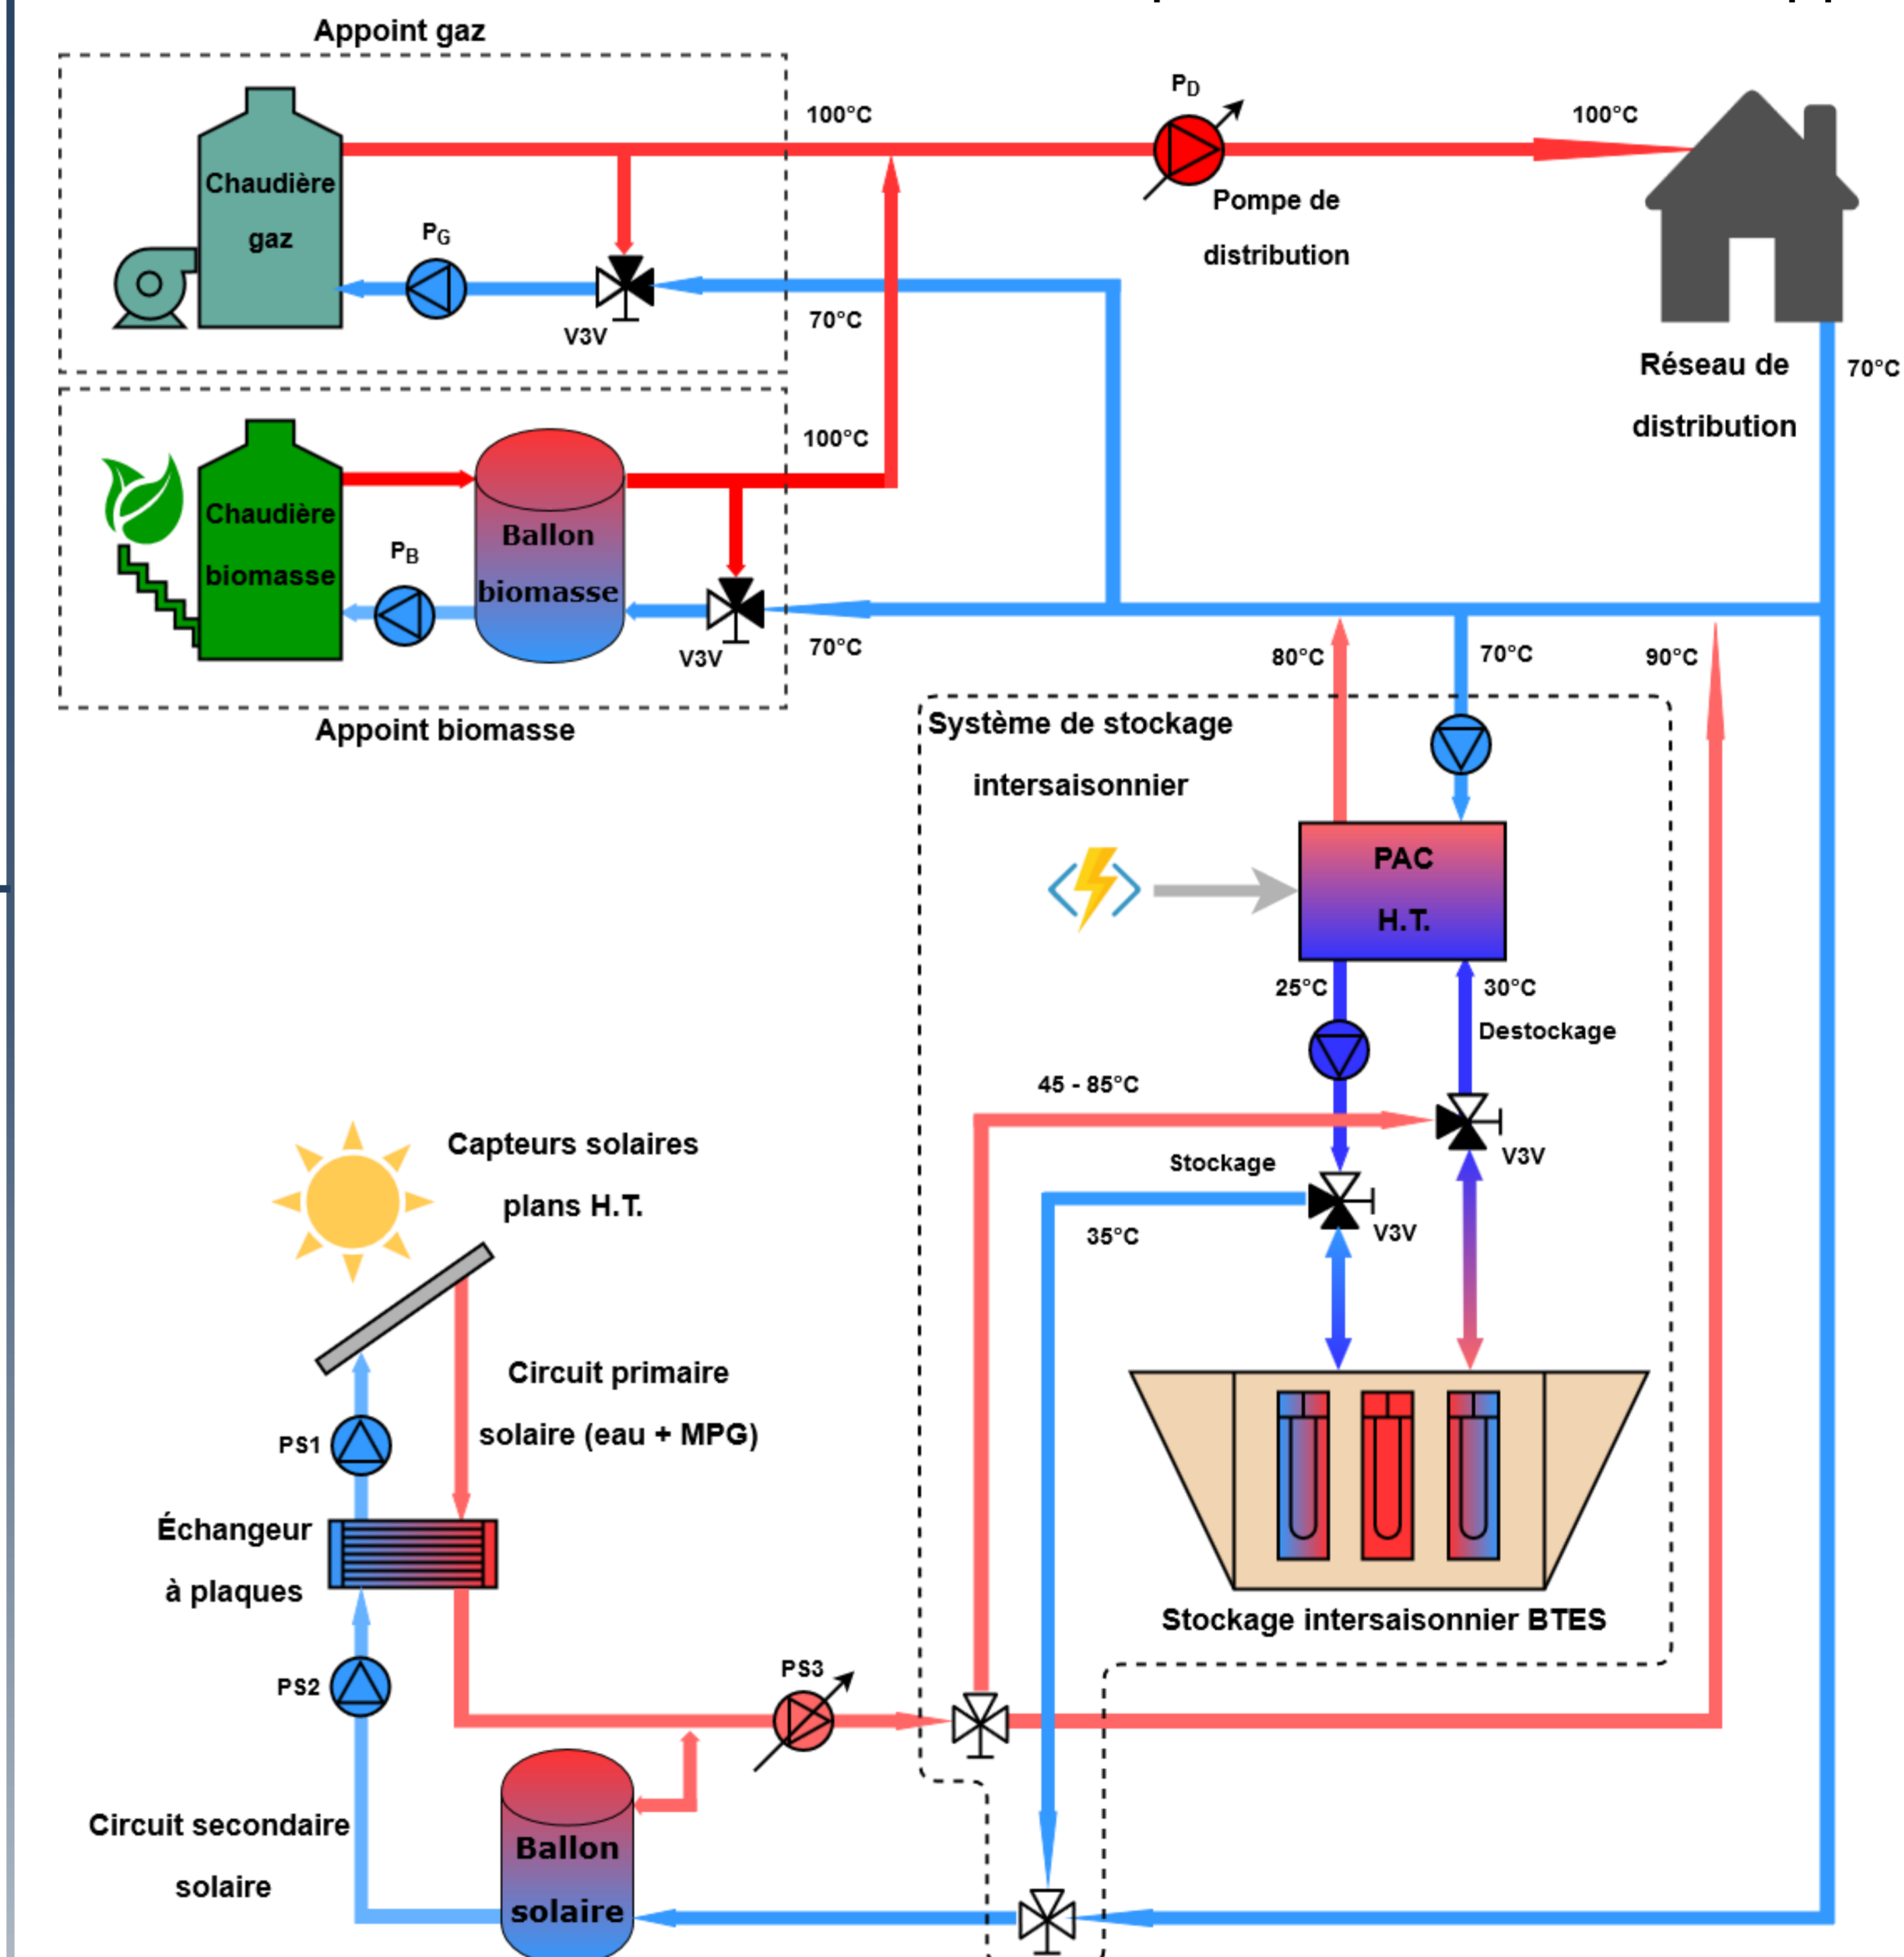 Appoint gaz
Chaudière
gaz
P_G
V3V
100°C
70°C
P_D
Pompe de
distribution
100°C
Réseau de
distribution
70°C
Chaudière
biomasse
P_B
Ballon
biomasse
V3V
100°C
70°C
Appoint biomasse
80°C
70°C
90°C
Système de stockage
intersaisonnier
PAC
H.T.
25°C
30°C
Destockage
45 - 85°C
V3V
Stockage
35°C
V3V
Stockage intersaisonnier BTES
Capteurs solaires
plans H.T.
Circuit primaire
solaire (eau + MPG)
PS1
Échangeur
à plaques
PS2
PS3
Circuit secondaire
solaire
Ballon
solaire